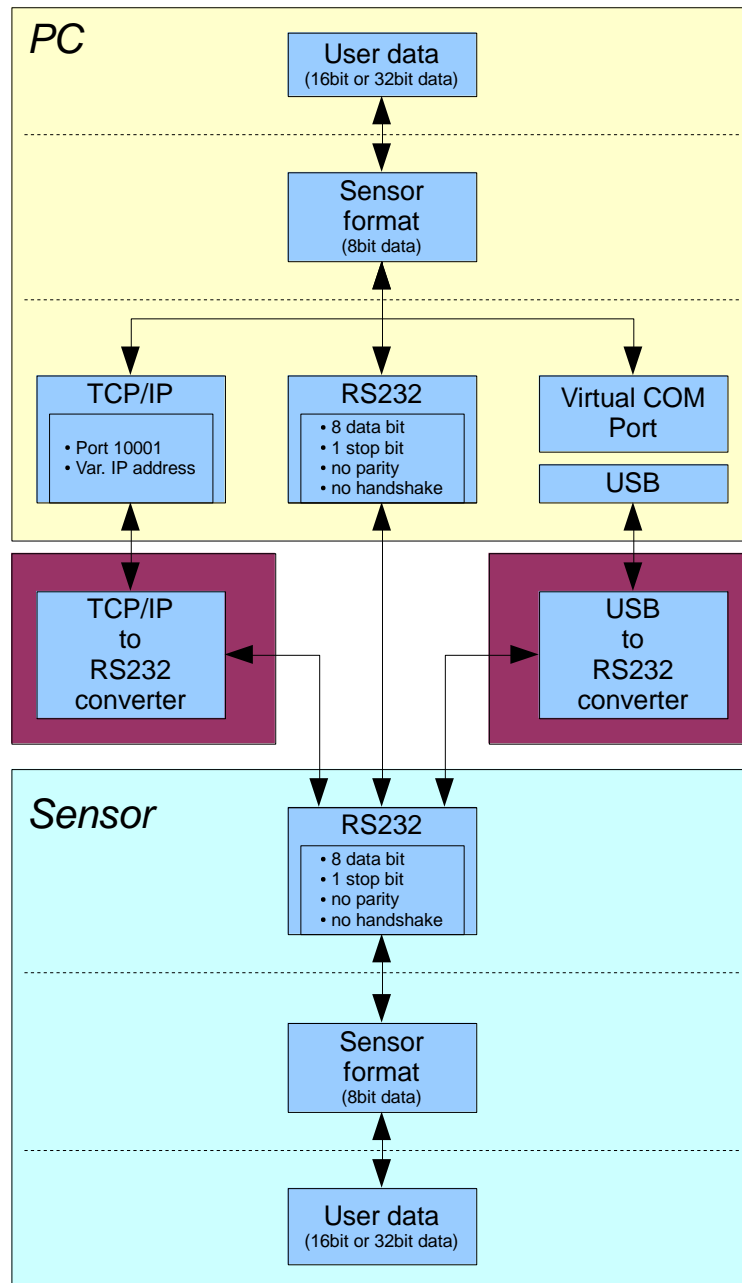 PC
User data
(16bit or 32bit data)
Sensor
format
(8bit data)
TCP/IP
• Port 10001
• Var. IP address
RS232
• 8 data bit
• 1 stop bit
• no parity
• no handshake
Virtual COM
Port
USB
TCP/IP
to
RS232
converter
USB
to
RS232
converter
Sensor
RS232
• 8 data bit
• 1 stop bit
• no parity
• no handshake
Sensor
format
(8bit data)
User data
(16bit or 32bit data)